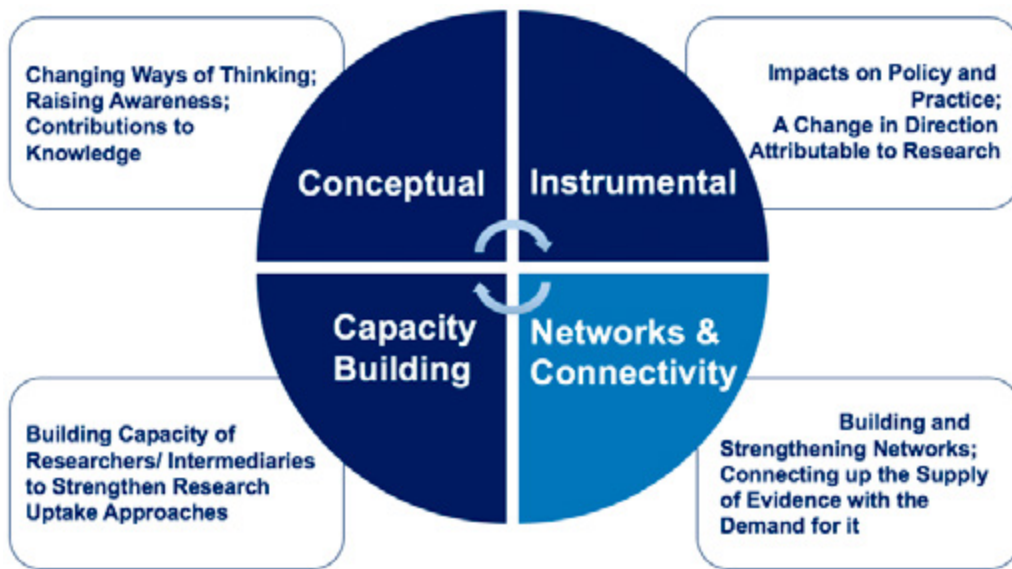 Changing Ways of Thinking;
Raising Awareness;
Contributions to
Knowledge
Impacts on Policy and
Practice;
A Change in Direction
Attributable to Research
Conceptual
Instrumental
Capacity
Building
Networks &
Connectivity
Building Capacity of
Researchers/ Intermediaries
to Strengthen Research
Uptake Approaches
Building and
Strengthening Networks;
Connecting up the Supply
of Evidence with the
Demand for it